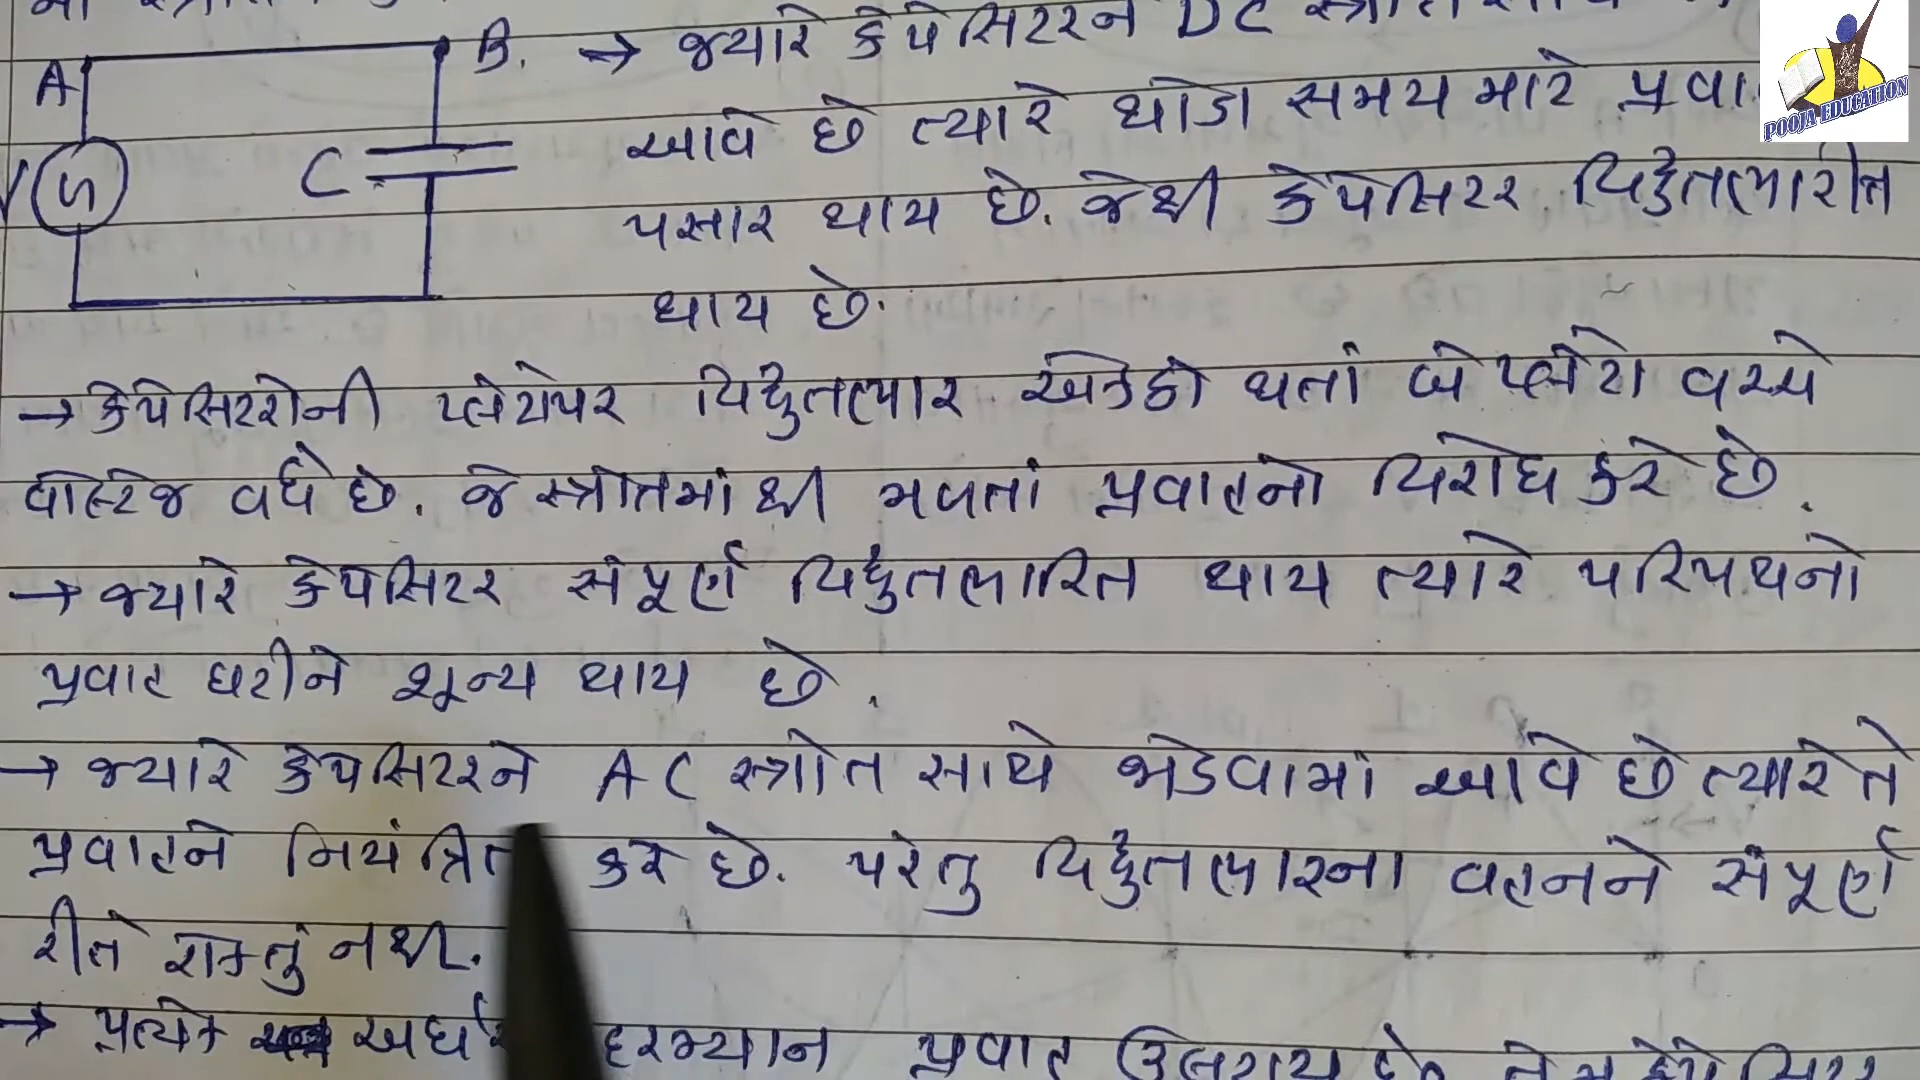 A
B. → જ્યારે કેપેસિટરને DC સ્ત્રોત
આવે છે ત્યારે થોડા સમય માટે પ્રવા
POOJA EDUCATION
C
પસાર થાય છે. જેથી કેપેસિટર વિદ્યુતભારીત
થાય છે.
→ કેપેસિટરોની પ્લેટોપર વિદ્યુતભાર એકઠો થતાં બે પ્લેટો વચ્ચે
વોલ્ટેજ વધે છે. જે સ્ત્રોતમાંથી મળતાં પ્રવાહનો વિરોધ કરે છે.
→ જ્યારે કેપેસિટર સંપૂર્ણ વિદ્યુતભારિત થાય ત્યારે પરિપથનો
પ્રવાહ ઘટીને શૂન્ય થાય છે.
→ જ્યારે કેપેસિટરને AC સ્ત્રોત સાથે જોડવામાં આવે છે ત્યારે તે
પ્રવાહને નિયંત્રિત કરે છે. પરંતુ વિદ્યુતભારના વહનને સંપૂર્ણ
રીતે રોકતું નથી.
→ પ્રત્યેક અર્ધ દરમ્યાન પ્રવાહ